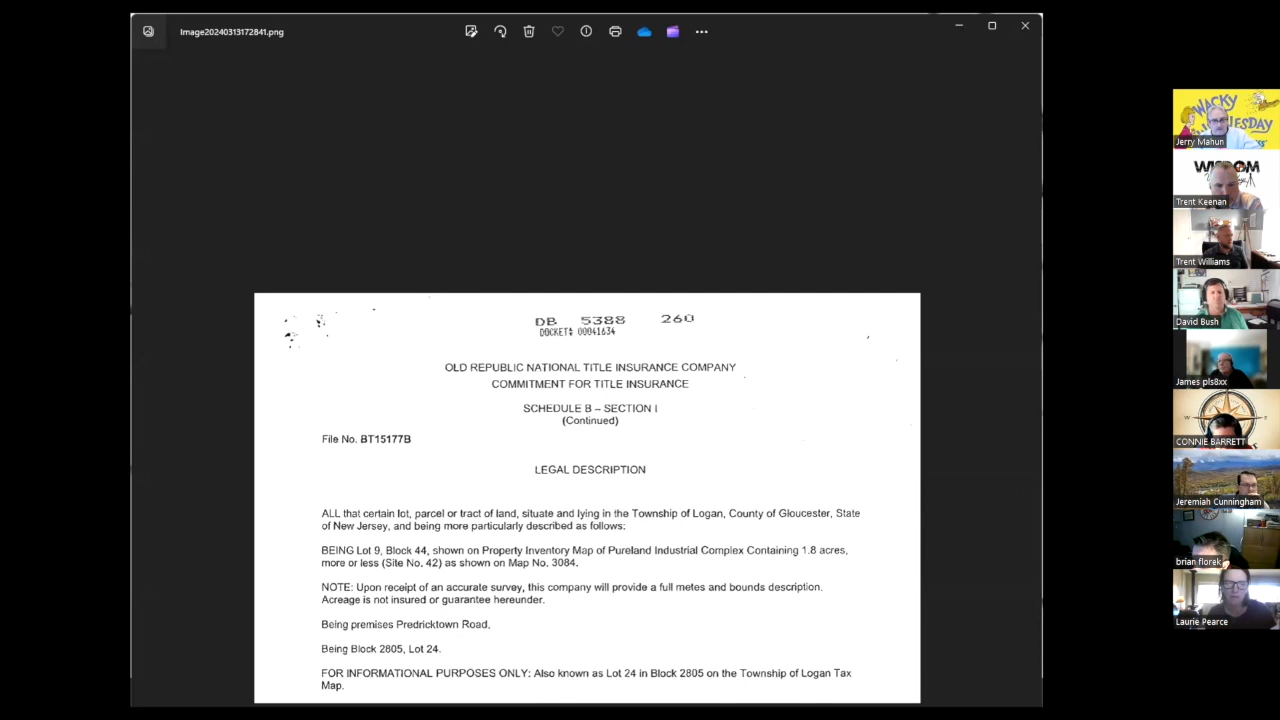 Image20240313172841.png
DB 5388 260
DOCKET# 00041634
OLD REPUBLIC NATIONAL TITLE INSURANCE COMPANY
COMMITMENT FOR TITLE INSURANCE
SCHEDULE B – SECTION I
(Continued)
File No. BT15177B
LEGAL DESCRIPTION
ALL that certain lot, parcel or tract of land, situate and lying in the Township of Logan, County of Gloucester, State
of New Jersey, and being more particularly described as follows:
BEING Lot 9, Block 44, shown on Property Inventory Map of Pureland Industrial Complex Containing 1.8 acres,
more or less (Site No. 42) as shown on Map No. 3084.
NOTE: Upon receipt of an accurate survey, this company will provide a full metes and bounds description.
Acreage is not insured or guarantee hereunder.
Being premises Predricktown Road,
Being Block 2805, Lot 24.
FOR INFORMATIONAL PURPOSES ONLY: Also known as Lot 24 in Block 2805 on the Township of Logan Tax
Map.
WACKY
Jerry Mahun
WISDOM
Trent Keenan
Trent Williams
David Bush
James pls8xx
W E
CONNIE BARRETT
Jeremiah Cunningham
brian florek
Laurie Pearce